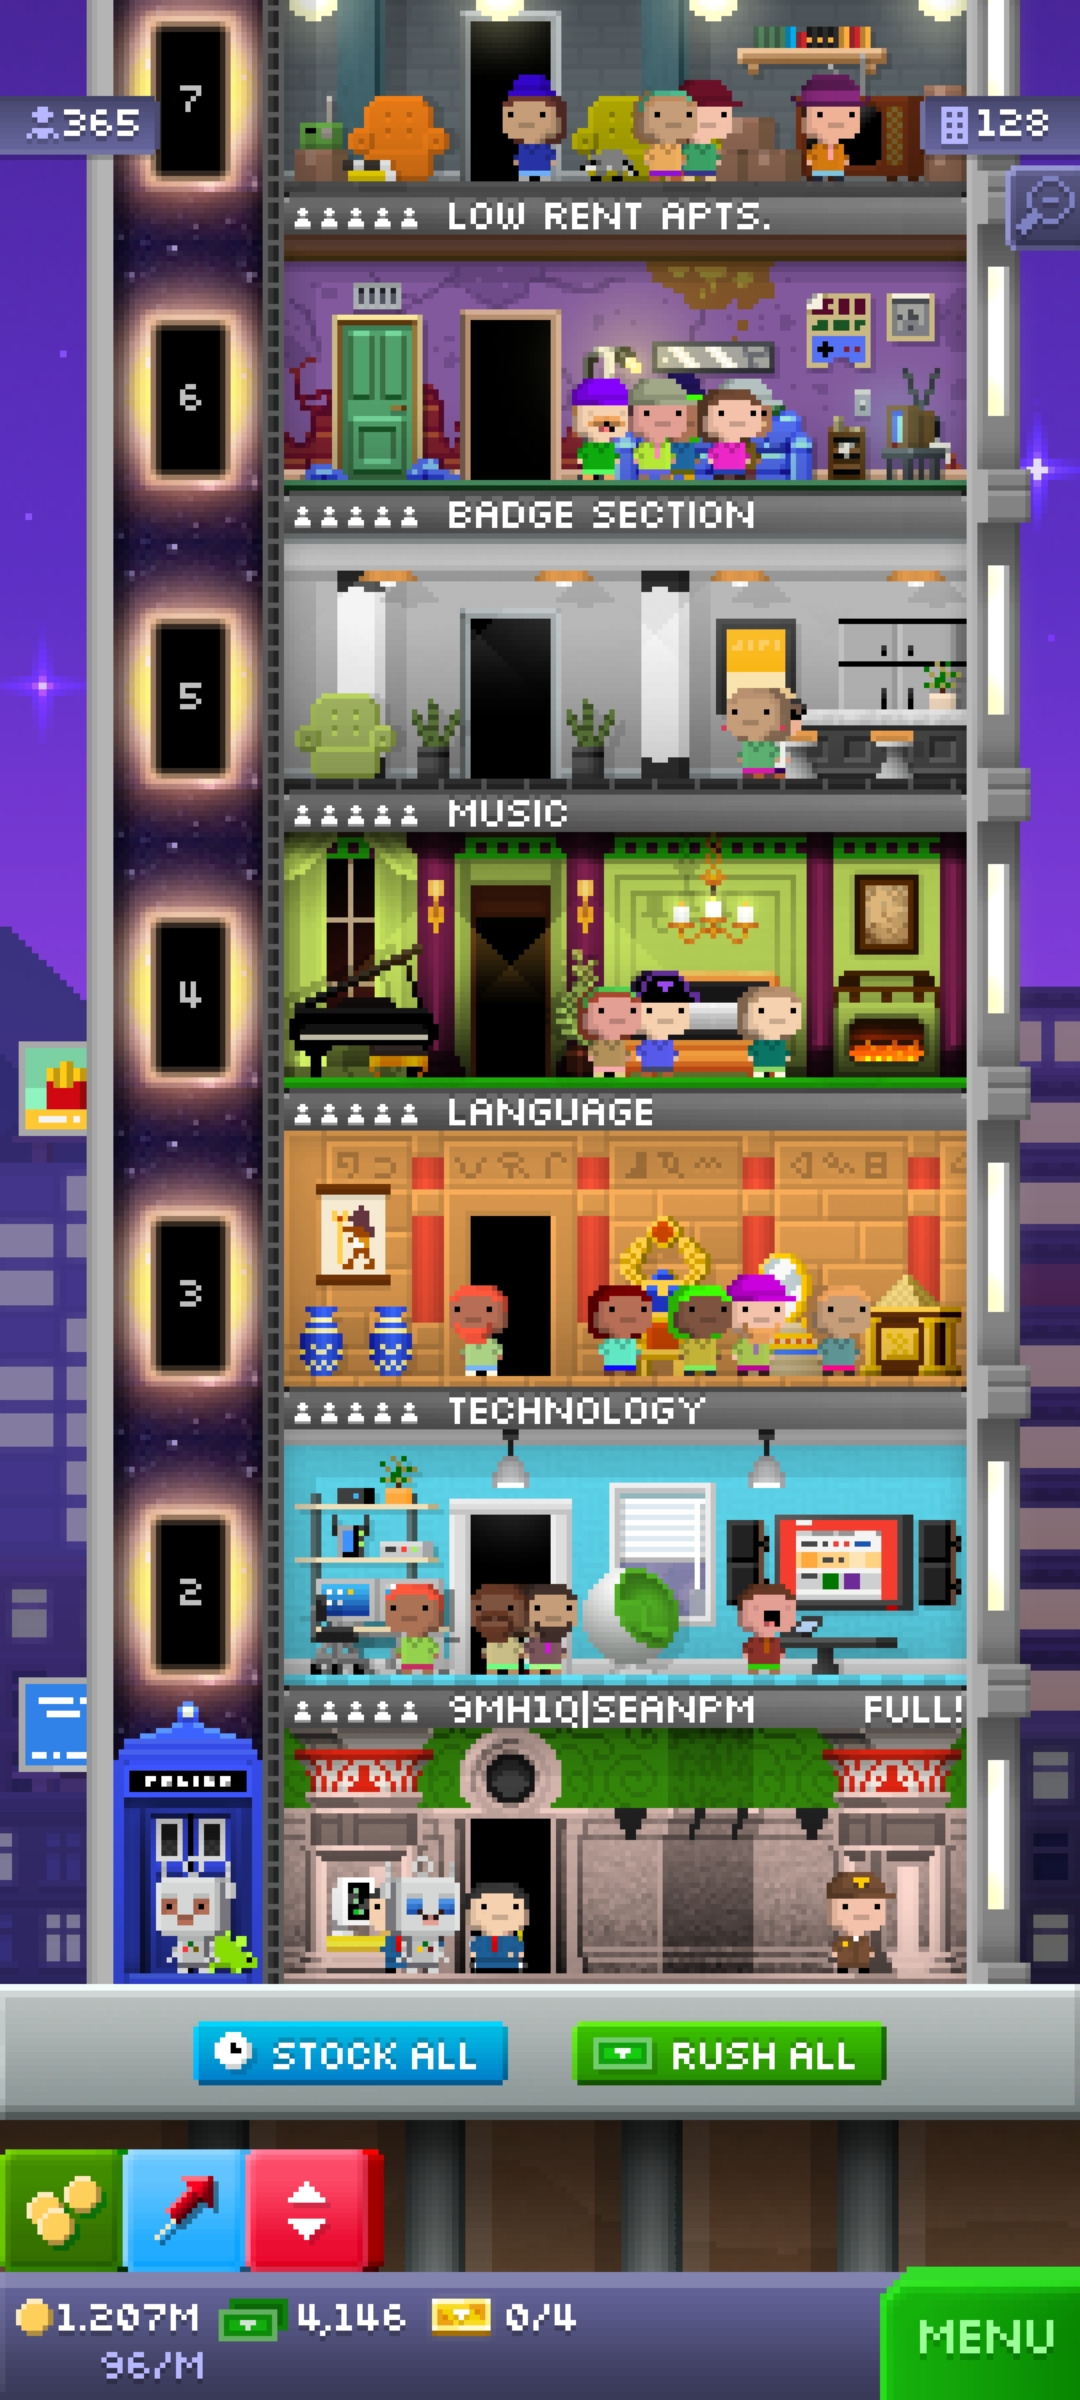 7
365
128
LOW RENT APTS.
6
BADGE SECTION
5
MUSIC
4
LANGUAGE
3
TECHNOLOGY
2
9MH1Q|SEANPM FULL!
POLICE
STOCK ALL
RUSH ALL
1.207M
4,146
0/4
96/M
MENU